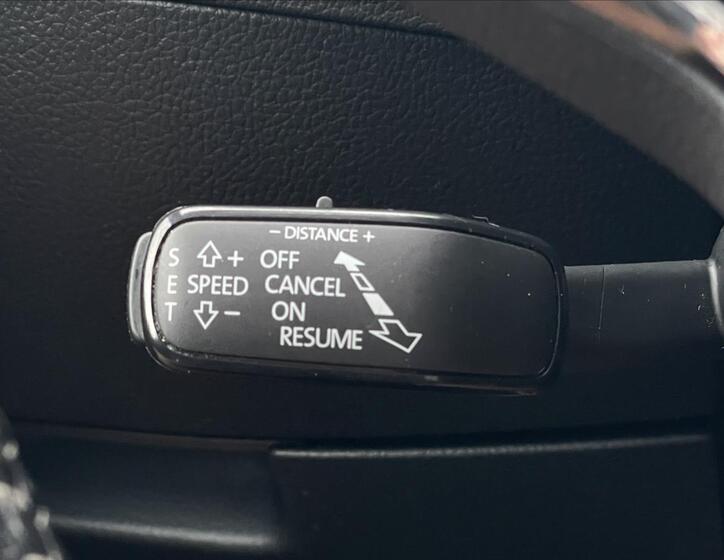 − DISTANCE +
S + OFF
E SPEED CANCEL
T − ON
RESUME